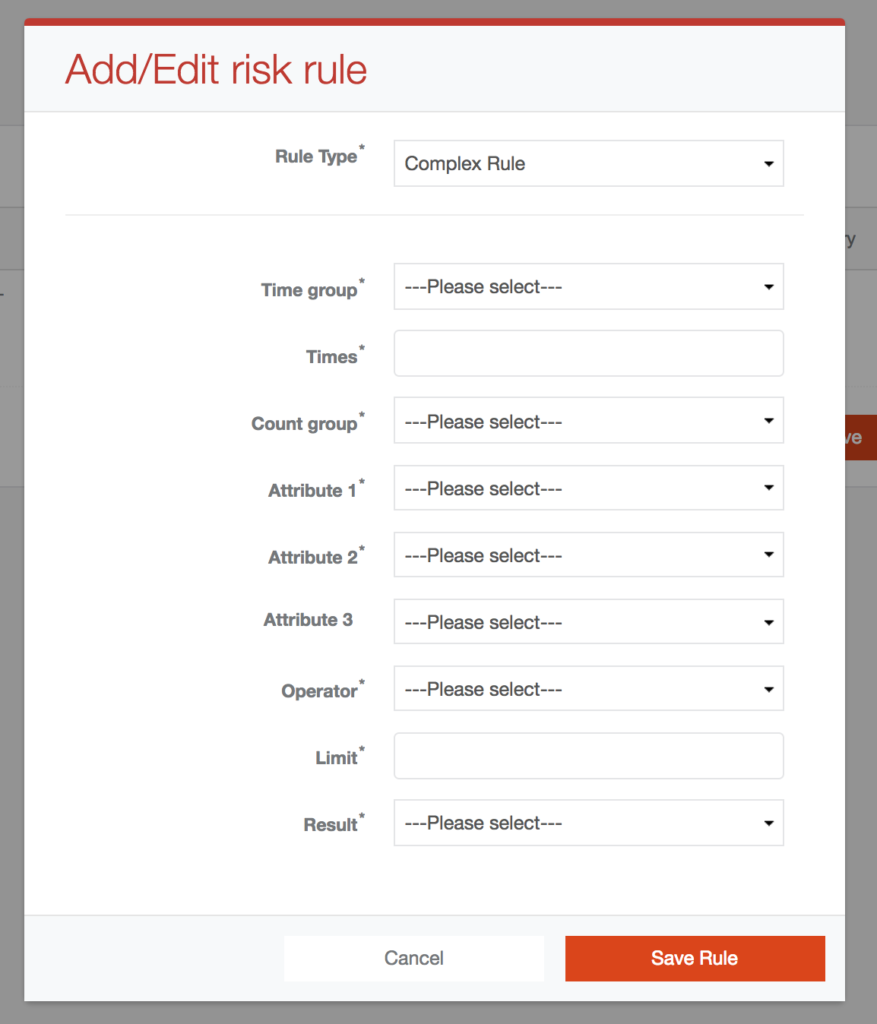 Add/Edit risk rule
Rule Type* Complex Rule
ry
Time group* ---Please select---
Times*
Count group* ---Please select---
ve
Attribute 1* ---Please select---
Attribute 2* ---Please select---
Attribute 3 ---Please select---
Operator* ---Please select---
Limit*
Result* ---Please select---
Cancel Save Rule